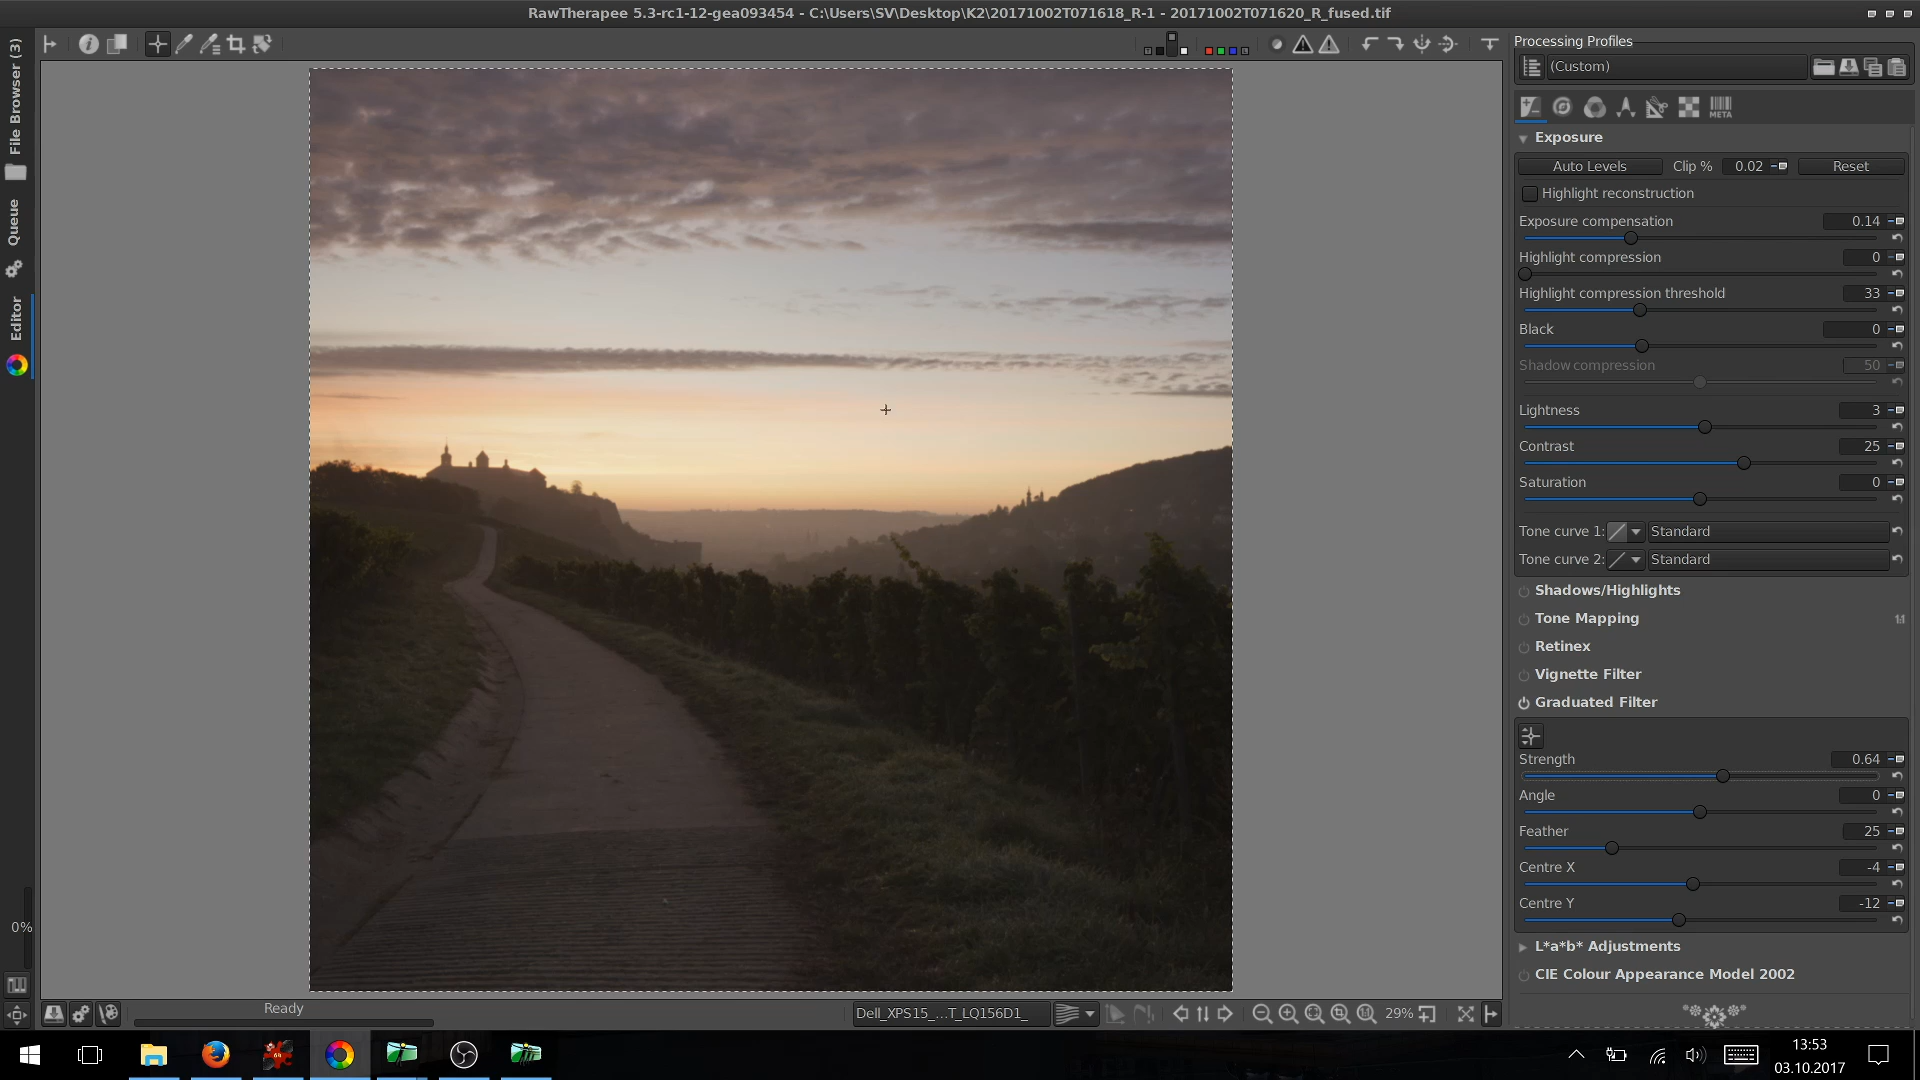 RawTherapee 5.3-rc1-12-gea093454 - C:\Users\SV\Desktop\K2\20171002T071618_R-1 - 20171002T071620_R_fused.tif
File Browser (3)
Queue
Editor
0%
Processing Profiles
(Custom)
META
Exposure
Auto Levels Clip % 0.02 Reset
Highlight reconstruction
Exposure compensation 0.14
Highlight compression 0
Highlight compression threshold 33
Black 0
Shadow compression 50
Lightness 3
Contrast 25
Saturation 0
Tone curve 1: Standard
Tone curve 2: Standard
Shadows/Highlights
Tone Mapping 1:1
Retinex
Vignette Filter
Graduated Filter
Strength 0.64
Angle 0
Feather 25
Centre X -4
Centre Y -12
L*a*b* Adjustments
CIE Colour Appearance Model 2002
Ready
Dell_XPS15_...T_LQ156D1_
29%
64
13:53
03.10.2017